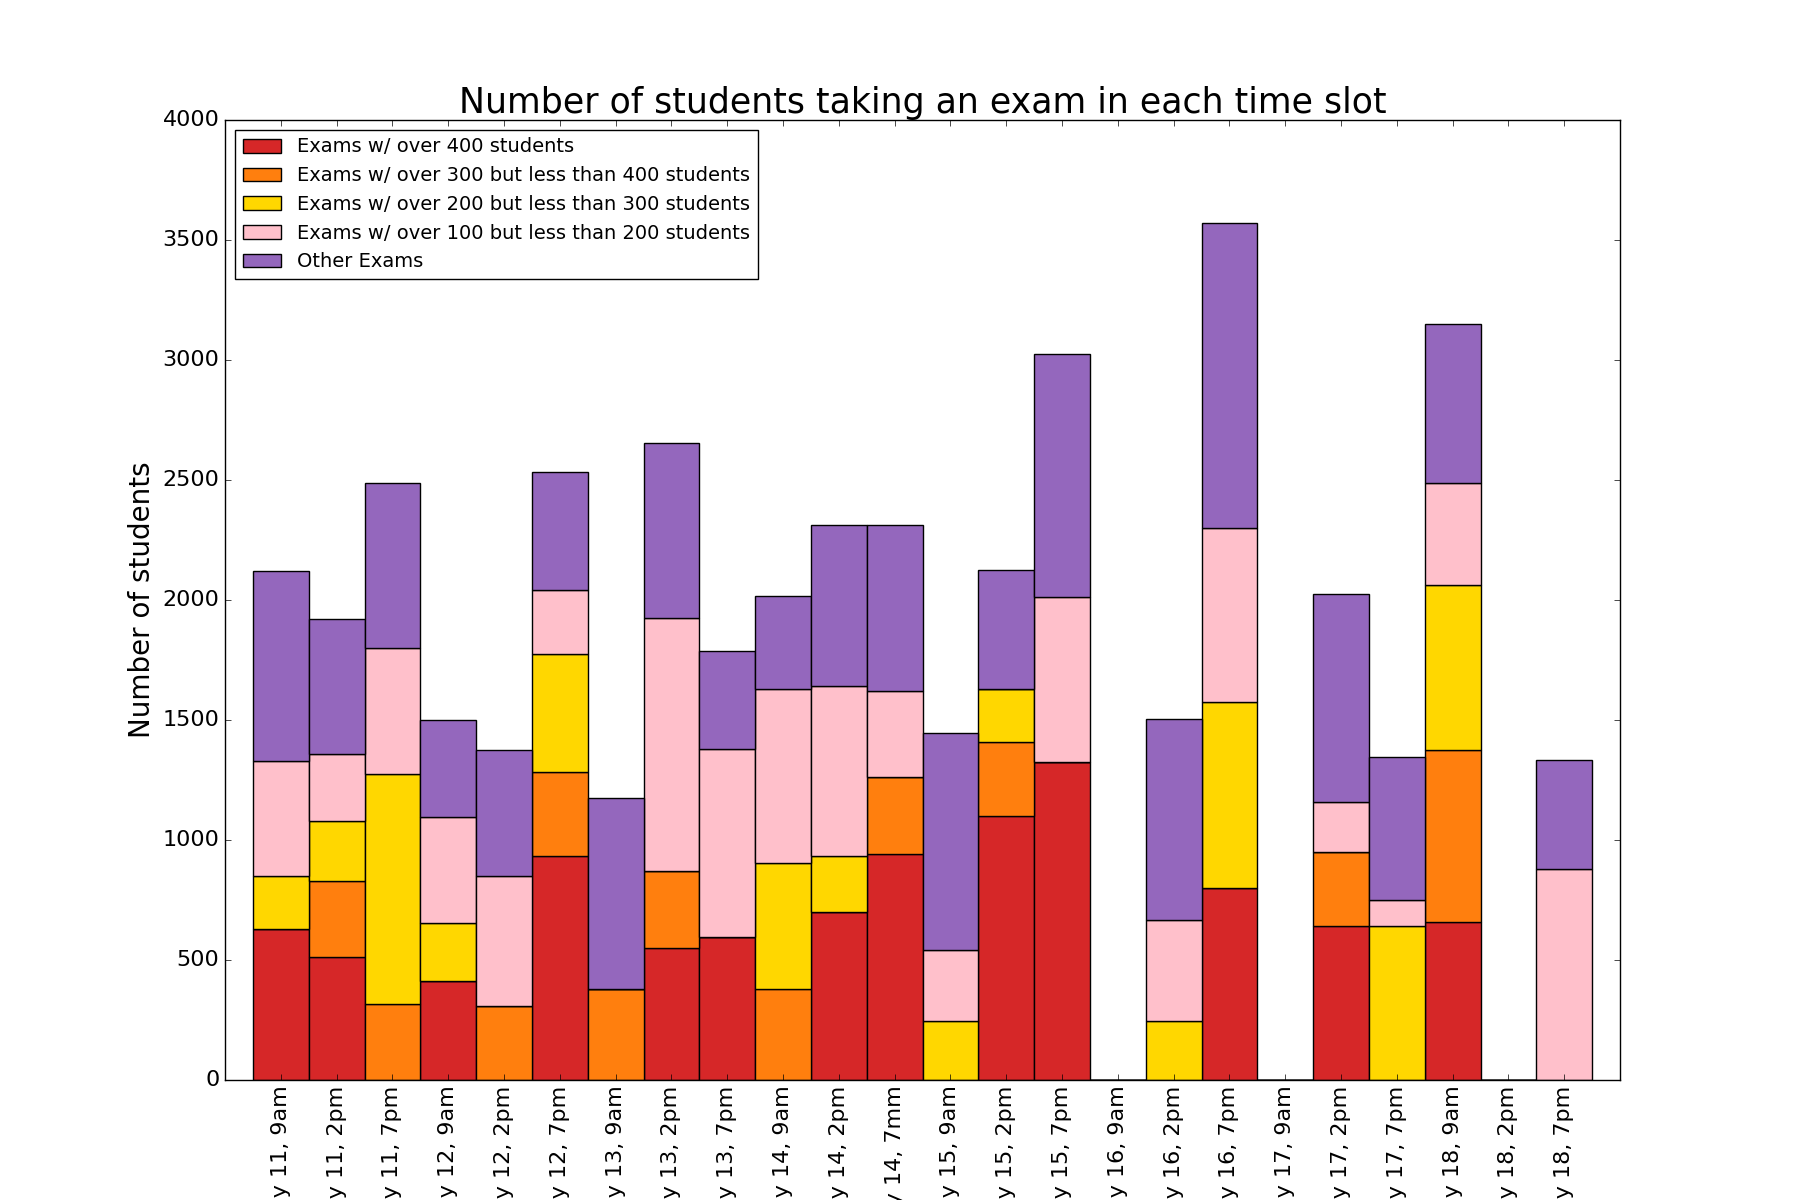 Number of students taking an exam in each time slot
4000
3500
3000
2500
2000
1500
1000
500
0
Number of students
Exams w/ over 400 students
Exams w/ over 300 but less than 400 students
Exams w/ over 200 but less than 300 students
Exams w/ over 100 but less than 200 students
Other Exams
y 11, 9am
y 11, 2pm
y 11, 7pm
y 12, 9am
y 12, 2pm
y 12, 7pm
y 13, 9am
y 13, 2pm
y 13, 7pm
y 14, 9am
y 14, 2pm
y 14, 7mm
y 15, 9am
y 15, 2pm
y 15, 7pm
y 16, 9am
y 16, 2pm
y 16, 7pm
y 17, 9am
y 17, 2pm
y 17, 7pm
y 18, 9am
y 18, 2pm
y 18, 7pm